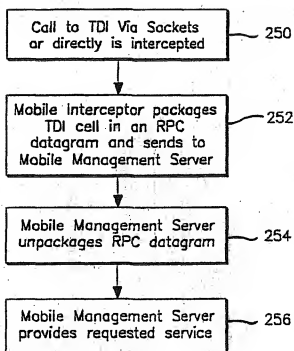 Call to TDI Via Sockets
or directly is intercepted
250
Mobile Interceptor packages
TDI cell in an RPC
datagram and sends to
Mobile Management Server
252
Mobile Management Server
unpackages RPC datagram
254
Mobile Management Server
provides requested service
256